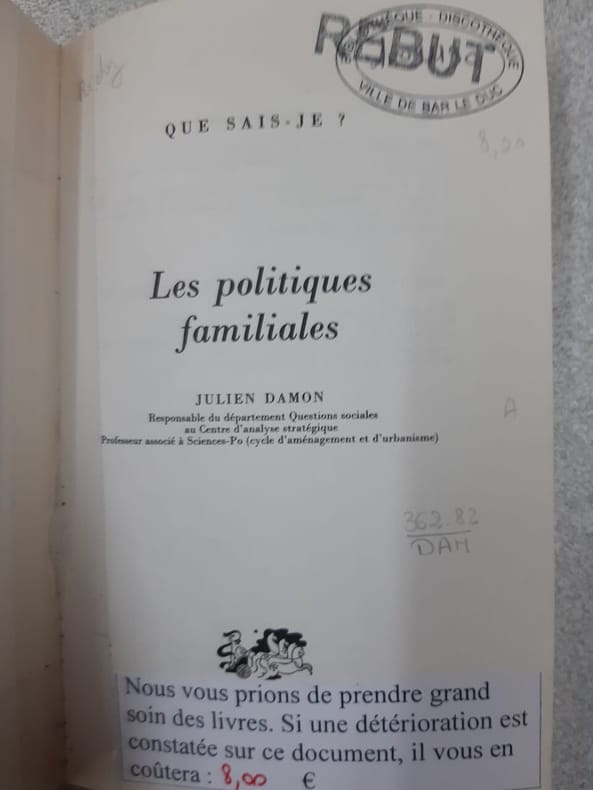 REBUT
DISCOTHEQUE
VILLE DE BAR LE DUC
QUE SAIS-JE ?
8,00
Les politiques
familiales
JULIEN DAMON
Responsable du département Questions sociales
au Centre d'analyse stratégique
Professeur associé à Sciences-Po (cycle d'aménagement et d'urbanisme)
A
362.82
DAM
Nous vous prions de prendre grand
soin des livres. Si une détérioration est
constatée sur ce document, il vous en
coûtera : 8,00 €